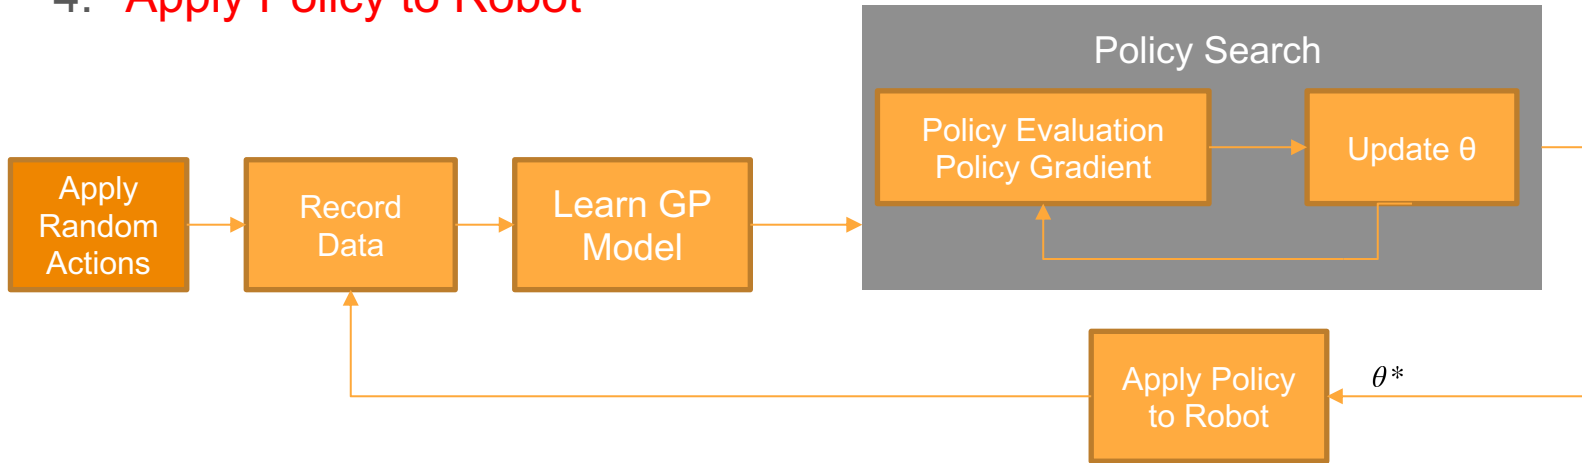 4. Apply Policy to Robot
Policy Search
Policy Evaluation
Policy Gradient
Update θ
Apply
Random
Actions
Record
Data
Learn GP
Model
Apply Policy
to Robot
θ*